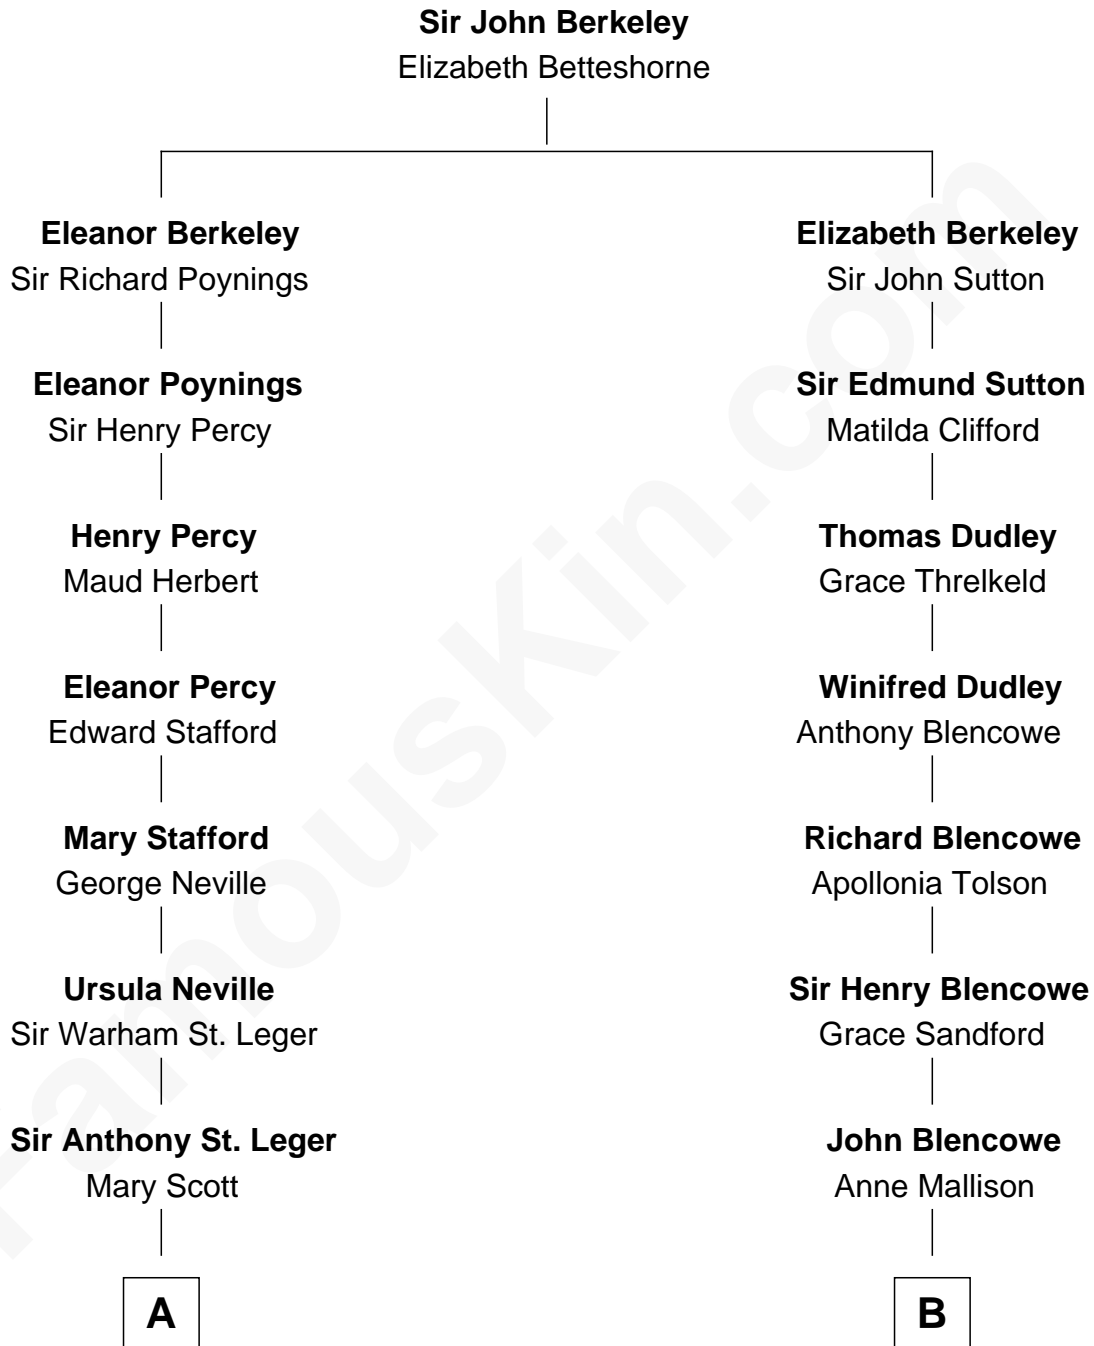 Sir John Berkeley
Elizabeth Betteshorne
Eleanor Berkeley
Sir Richard Poynings
Elizabeth Berkeley
Sir John Sutton
Eleanor Poynings
Sir Henry Percy
Sir Edmund Sutton
Matilda Clifford
Henry Percy
Maud Herbert
Thomas Dudley
Grace Threlkeld
Eleanor Percy
Edward Stafford
Winifred Dudley
Anthony Blencowe
Mary Stafford
George Neville
Richard Blencowe
Apollonia Tolson
Ursula Neville
Sir Warham St. Leger
Sir Henry Blencowe
Grace Sandford
Sir Anthony St. Leger
Mary Scott
John Blencowe
Anne Mallison
A
B
FamousKin.com